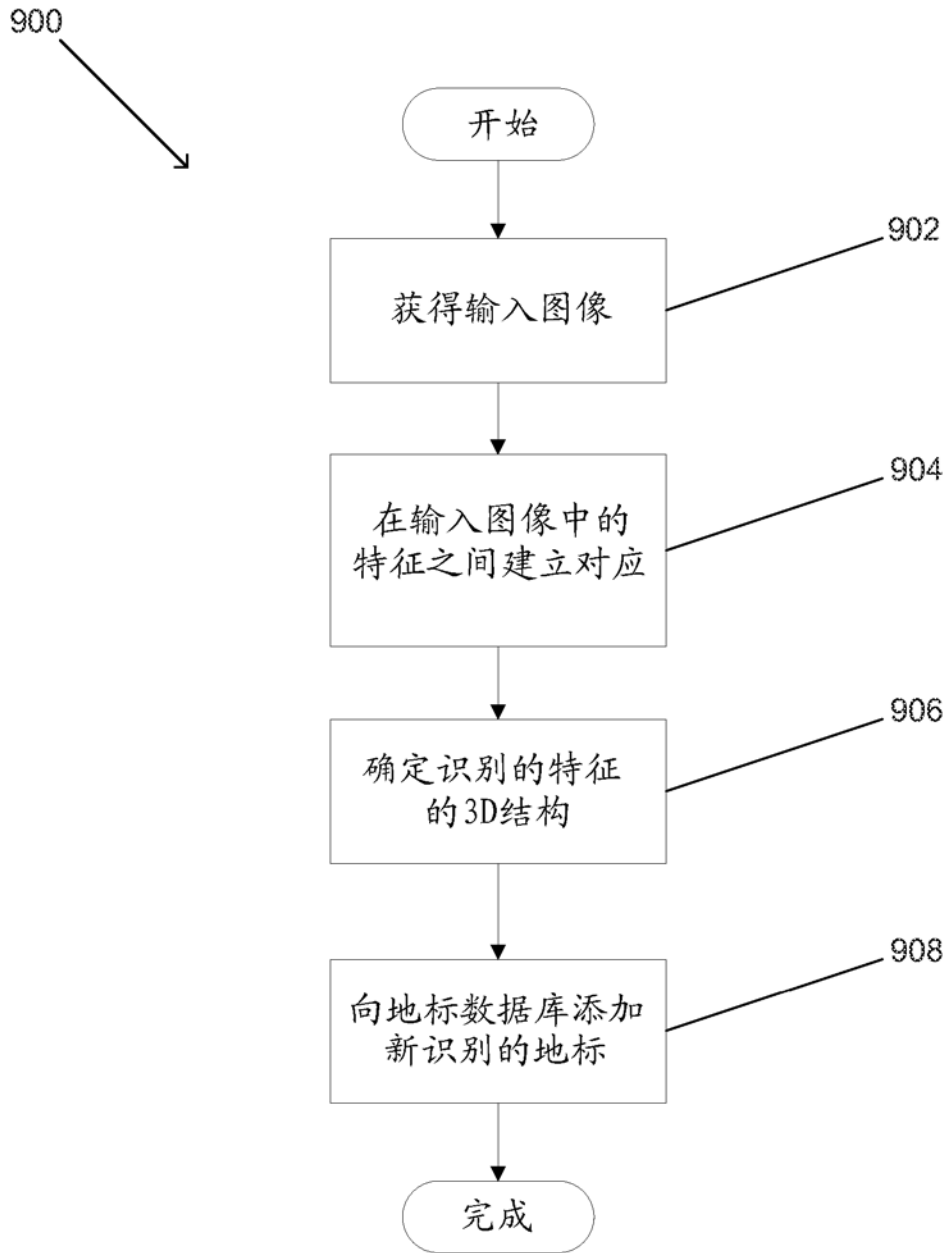 900
开始
902
获得输入图像
904
在输入图像中的
特征之间建立对应
906
确定识别的特征
的3D结构
908
向地标数据库添加
新识别的地标
完成